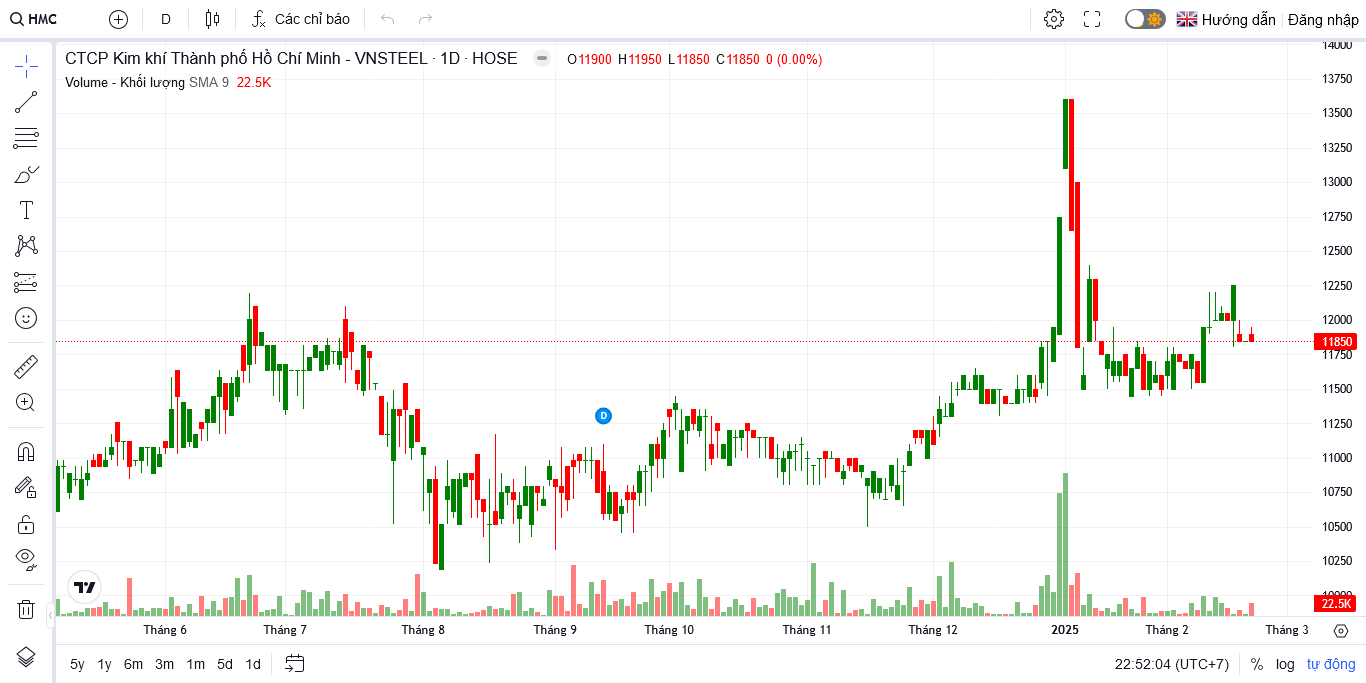 HMC D Các chỉ báo Hướng dẫn Đăng nhập
CTCP Kim khí Thành phố Hồ Chí Minh - VNSTEEL · 1D · HOSE O11900 H11950 L11850 C11850 0 (0.00%)
Volume - Khối lượng SMA 9 22.5K
14000
13750
13500
13250
13000
12750
12500
12250
12000
11850
11750
11500
11250
D
11000
10750
10500
10250
10000
22.5K
Tháng 6 Tháng 7 Tháng 8 Tháng 9 Tháng 10 Tháng 11 Tháng 12 2025 Tháng 2 Tháng 3
5y 1y 6m 3m 1m 5d 1d 22:52:04 (UTC+7) % log tự động